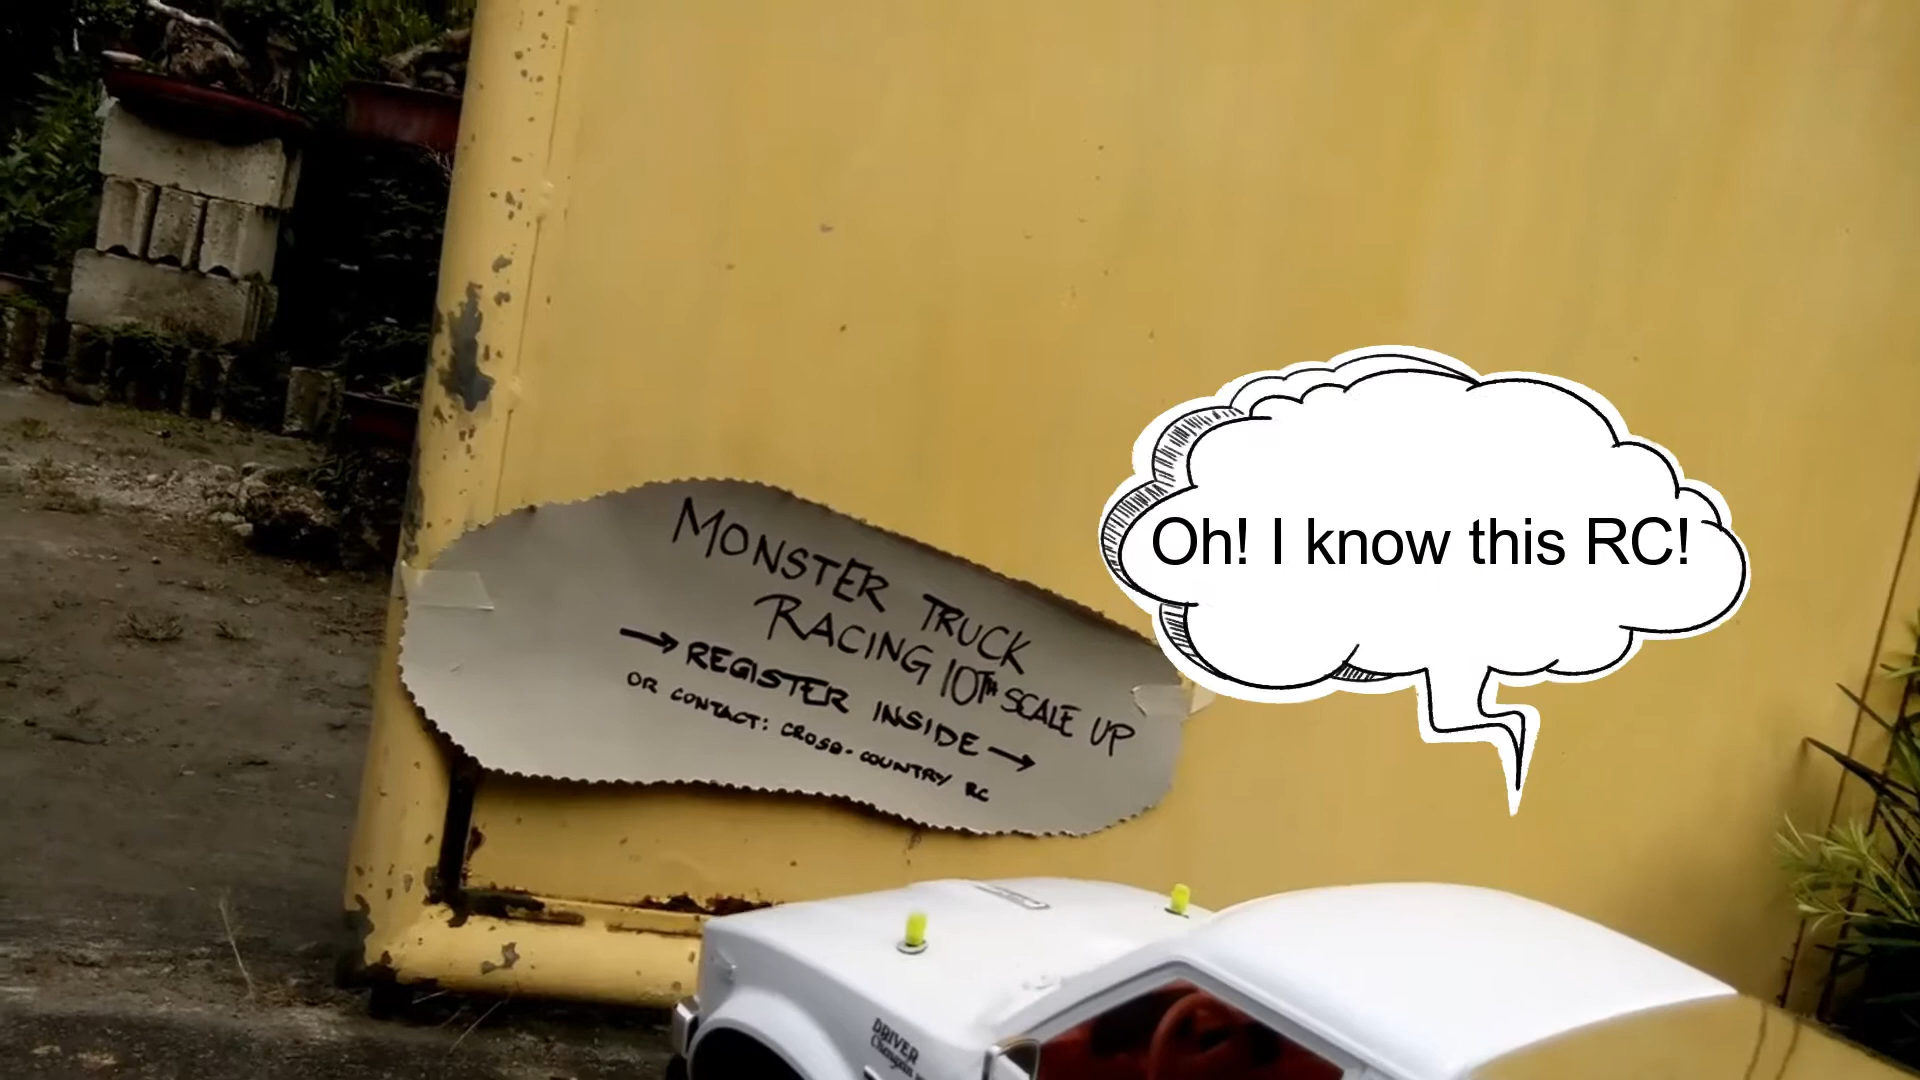 MONSTER TRUCK
RACING 10TH SCALE UP
→ REGISTER INSIDE →
OR CONTACT: CROSS-COUNTRY RC
Oh! I know this RC!
DRIVER